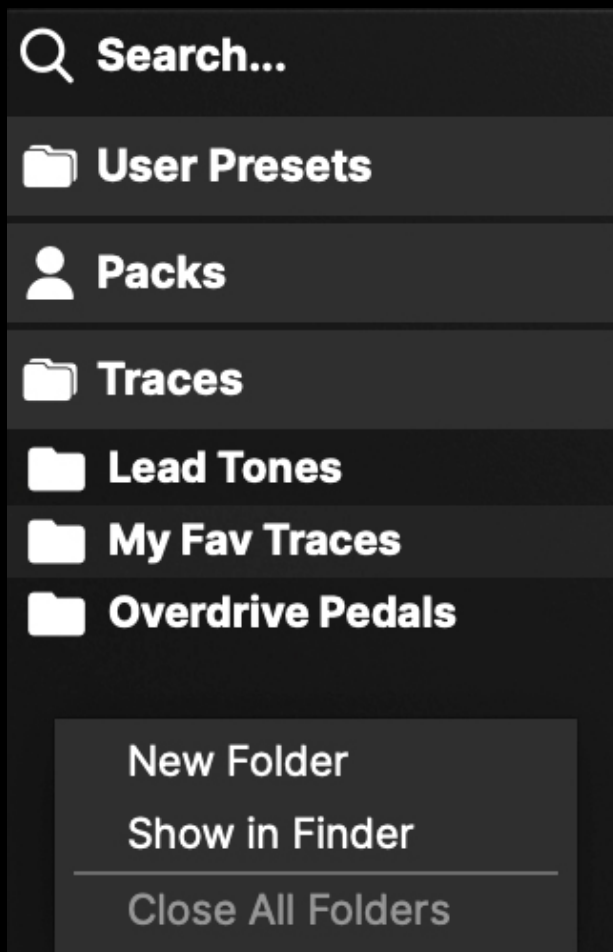 Search...
User Presets
Packs
Traces
Lead Tones
My Fav Traces
Overdrive Pedals
New Folder
Show in Finder
Close All Folders